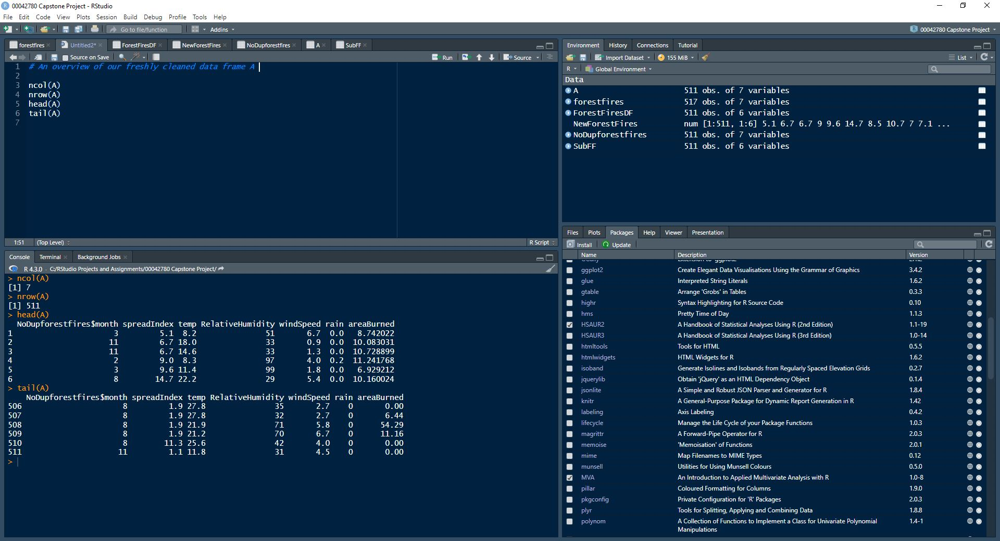 00042780 Capstone Project - RStudio
File Edit Code View Plots Session Build Debug Profile Tools Help
Go to file/function Addins 00042780 Capstone Project
forestfires Untitled2* ForestFiresDF NewForestFires NoDupforestfires A SubFF
Source on Save Run Source
1 # An overview of our freshly cleaned data frame A
2
3 ncol(A)
4 nrow(A)
5 head(A)
6 tail(A)
7
1:51 (Top Level) R Script
Console Terminal Background Jobs
R 4.3.0 · C:/RStudio Projects and Assignments/00042780 Capstone Project/
> ncol(A)
[1] 7
> nrow(A)
[1] 511
> head(A)
NoDupforestfires$month spreadIndex temp RelativeHumidity windSpeed rain areaBurned
1 3 5.1 8.2 51 6.7 0.0 8.742022
2 11 6.7 18.0 33 0.9 0.0 10.083031
3 11 6.7 14.6 33 1.3 0.0 10.728899
4 2 9.0 8.3 97 4.0 0.2 11.241768
5 3 9.6 11.4 99 1.8 0.0 6.929212
6 8 14.7 22.2 29 5.4 0.0 10.160024
> tail(A)
NoDupforestfires$month spreadIndex temp RelativeHumidity windSpeed rain areaBurned
506 8 1.9 27.8 35 2.7 0 0.00
507 8 1.9 27.8 32 2.7 0 6.44
508 8 1.9 21.9 71 5.8 0 54.29
509 8 1.9 21.2 70 6.7 0 11.16
510 8 11.3 25.6 42 4.0 0 0.00
511 11 1.1 11.8 31 4.5 0 0.00
>
Environment History Connections Tutorial
Import Dataset 155 MiB List
R Global Environment
Data
A 511 obs. of 7 variables
forestfires 517 obs. of 7 variables
ForestFiresDF 511 obs. of 6 variables
NewForestFires num [1:511, 1:6] 5.1 6.7 6.7 9 9.6 14.7 8.5 10.7 7 7.1 ...
NoDupforestfires 511 obs. of 7 variables
SubFF 511 obs. of 6 variables
Files Plots Packages Help Viewer Presentation
Install Update
Name Description Version
ggplot2 Create Elegant Data Visualisations Using the Grammar of Graphics 3.4.2
glue Interpreted String Literals 1.6.2
gtable Arrange 'Grobs' in Tables 0.3.3
highr Syntax Highlighting for R Source Code 0.10
hms Pretty Time of Day 1.1.3
HSAUR2 A Handbook of Statistical Analyses Using R (2nd Edition) 1.1-19
HSAUR3 A Handbook of Statistical Analyses Using R (3rd Edition) 1.0-14
htmltools Tools for HTML 0.5.5
htmlwidgets HTML Widgets for R 1.6.2
isoband Generate Isolines and Isobands from Regularly Spaced Elevation Grids 0.2.7
jquerylib Obtain 'jQuery' as an HTML Dependency Object 0.1.4
jsonlite A Simple and Robust JSON Parser and Generator for R 1.8.4
knitr A General-Purpose Package for Dynamic Report Generation in R 1.42
labeling Axis Labeling 0.4.2
lifecycle Manage the Life Cycle of your Package Functions 1.0.3
magrittr A Forward-Pipe Operator for R 2.0.3
memoise 'Memoisation' of Functions 2.0.1
mime Map Filenames to MIME Types 0.12
munsell Utilities for Using Munsell Colours 0.5.0
MVA An Introduction to Applied Multivariate Analysis with R 1.0-8
pillar Coloured Formatting for Columns 1.9.0
pkgconfig Private Configuration for 'R' Packages 2.0.3
plyr Tools for Splitting, Applying and Combining Data 1.8.8
polynom A Collection of Functions to Implement a Class for Univariate Polynomial 1.4-1
Manipulations